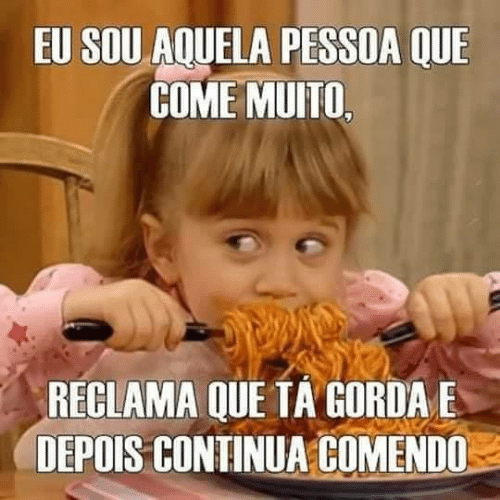 EU SOU AQUELA PESSOA QUE
COME MUITO,
RECLAMA QUE TÁ GORDA E
DEPOIS CONTINUA COMENDO